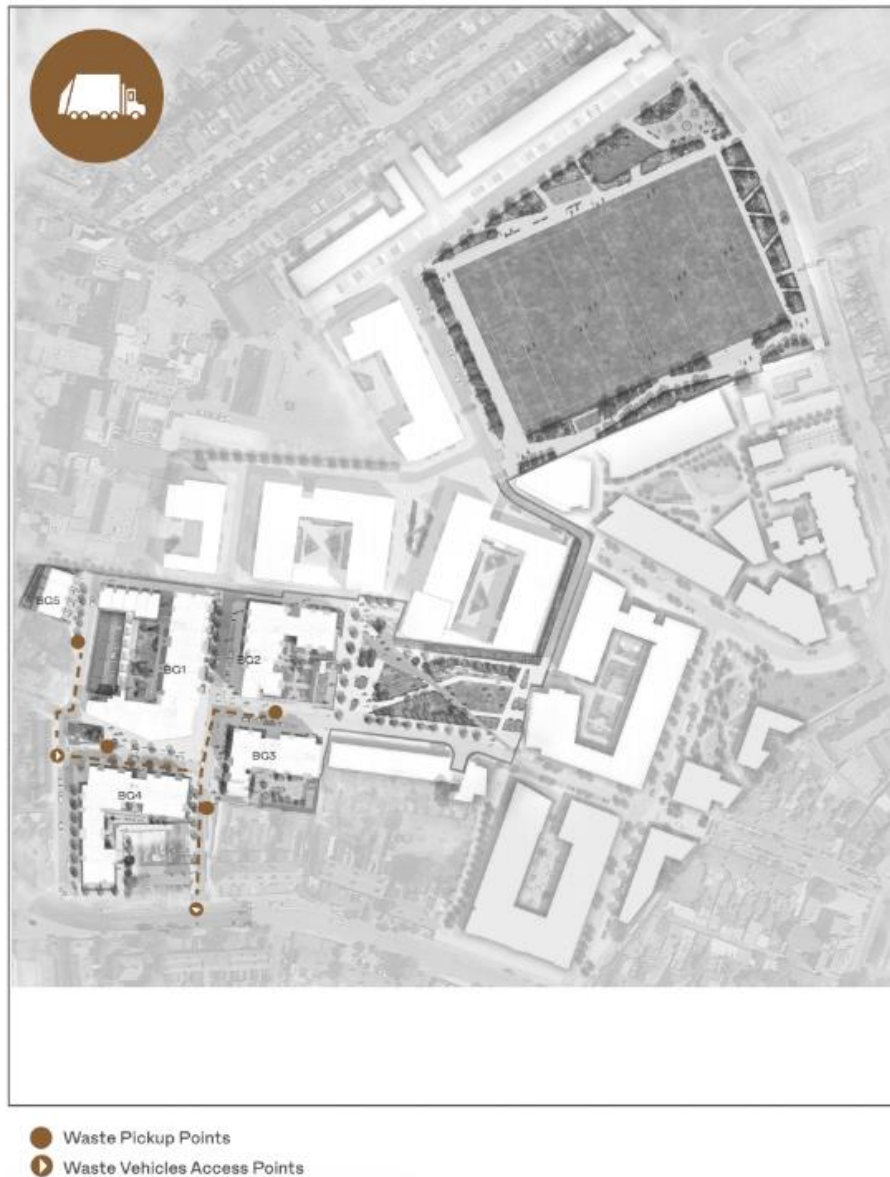 BG5
BG1
BG2
BG3
BG4
Waste Pickup Points
Waste Vehicles Access Points